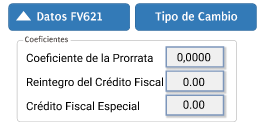 Datos FV621 Tipo de Cambio
Coeficientes
Coeficiente de la Prorrata 0,0000
Reintegro del Crédito Fiscal 0.00
Crédito Fiscal Especial 0.00